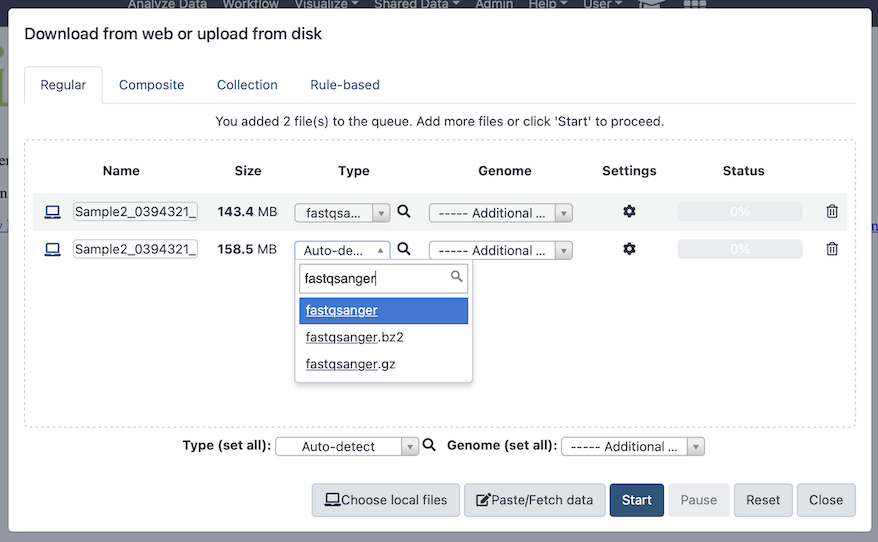 Analyze Data Workflow Visualize Shared Data Admin Help User
Download from web or upload from disk
Regular Composite Collection Rule-based
You added 2 file(s) to the queue. Add more files or click 'Start' to proceed.
Name Size Type Genome Settings Status
Sample2_0394321_ 143.4 MB fastqsa... ----- Additional ... 0%
Sample2_0394321_ 158.5 MB Auto-de... ----- Additional ... 0%
fastqsanger
fastqsanger
fastqsanger.bz2
fastqsanger.gz
Type (set all): Auto-detect Genome (set all): ----- Additional ...
Choose local files Paste/Fetch data Start Pause Reset Close